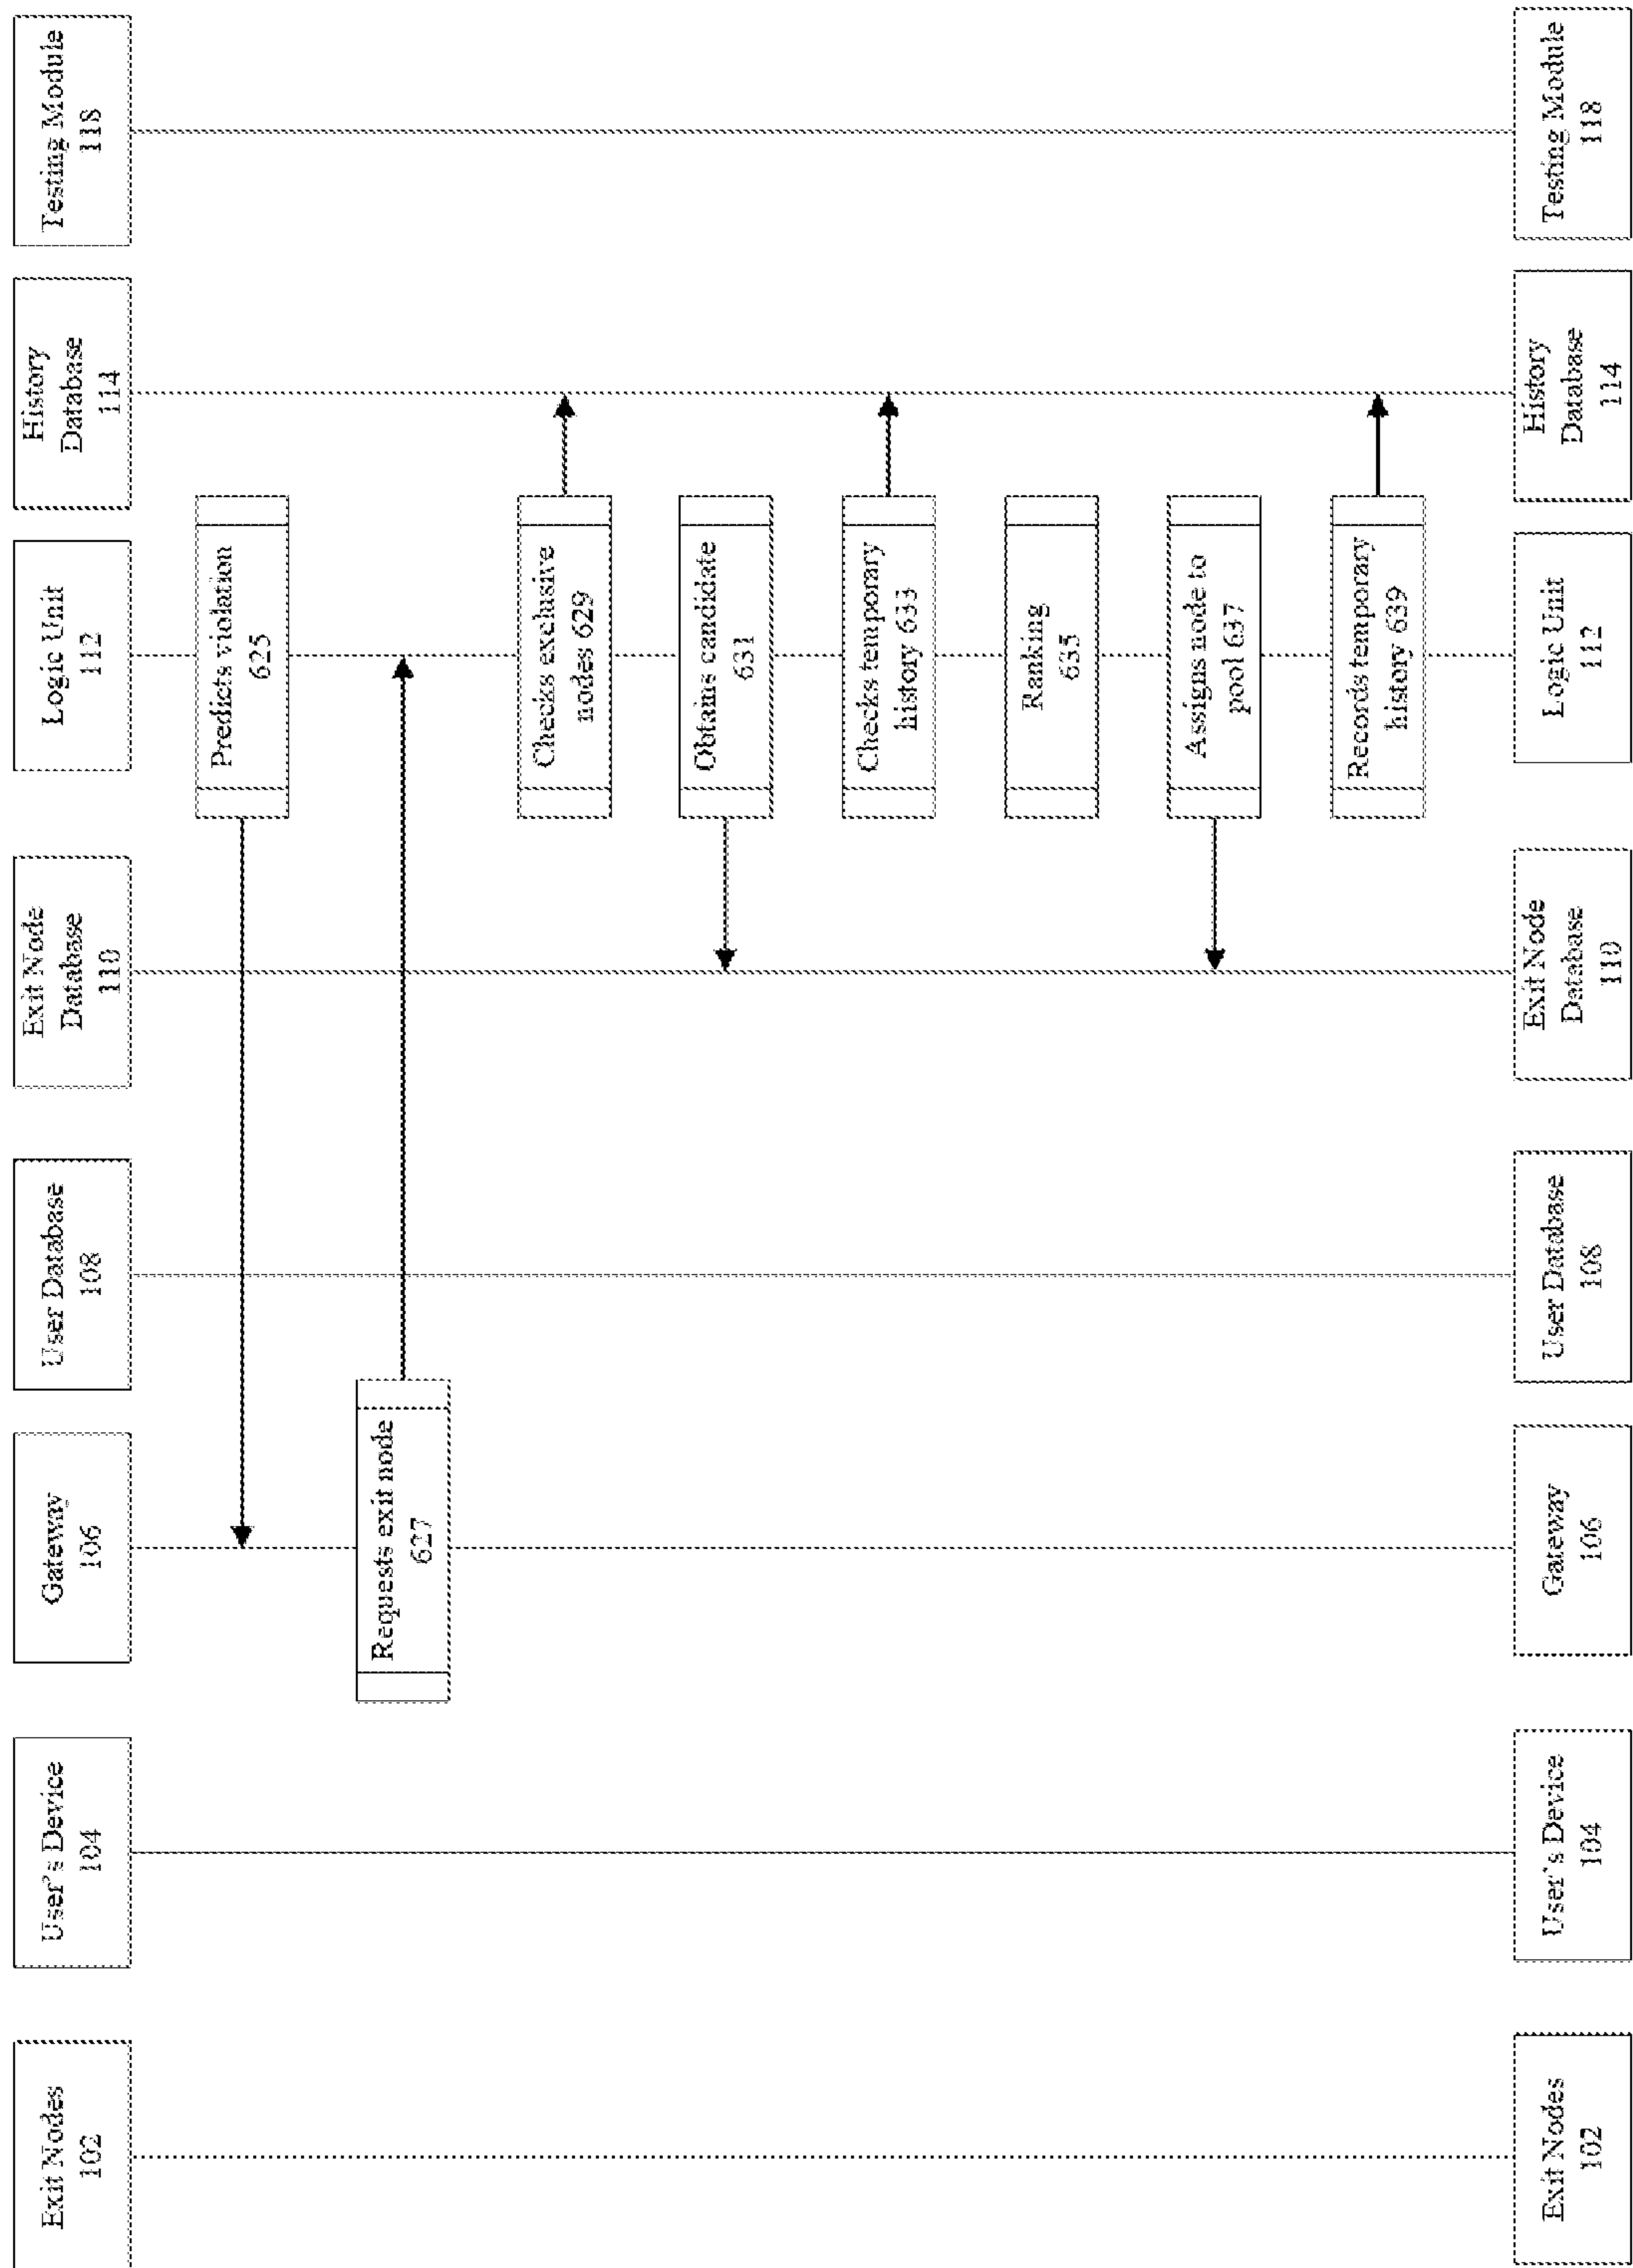 Exit Nodes
102
User's Device
104
Gateway
106
User Database
108
Exit Node
Database
110
Logic Unit
112
History
Database
114
Testing Module
118
Predicts violation
625
Requests exit node
627
Checks exclusive
nodes 629
Obtains candidate
631
Checks temporary
history 633
Ranking
635
Assigns node to
pool 637
Records temporary
history 639
Exit Nodes
102
User's Device
104
Gateway
106
User Database
108
Exit Node
Database
110
Logic Unit
112
History
Database
114
Testing Module
118